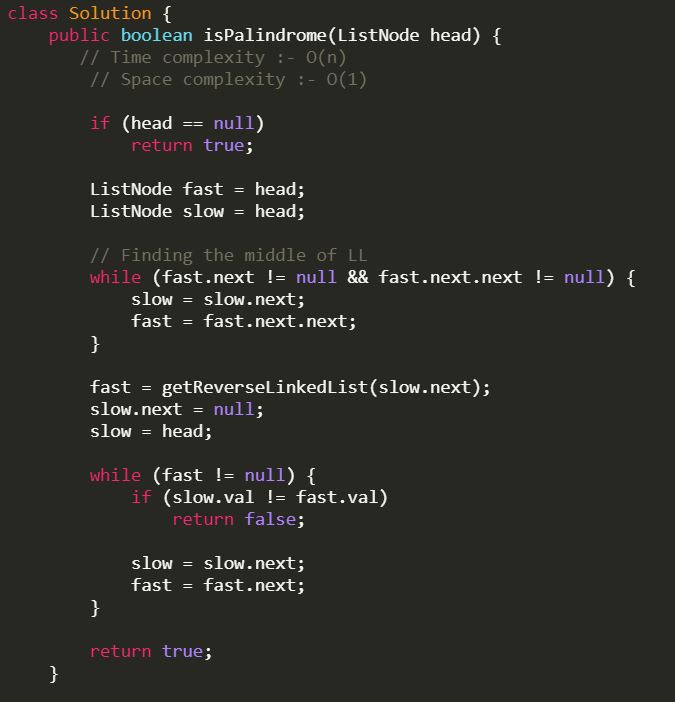 class Solution {
    public boolean isPalindrome(ListNode head) {
       // Time complexity :- O(n)
        // Space complexity :- O(1)

        if (head == null)
            return true;

        ListNode fast = head;
        ListNode slow = head;

        // Finding the middle of LL
        while (fast.next != null && fast.next.next != null) {
            slow = slow.next;
            fast = fast.next.next;
        }

        fast = getReverseLinkedList(slow.next);
        slow.next = null;
        slow = head;

        while (fast != null) {
            if (slow.val != fast.val)
                return false;

            slow = slow.next;
            fast = fast.next;
        }

        return true;
    }